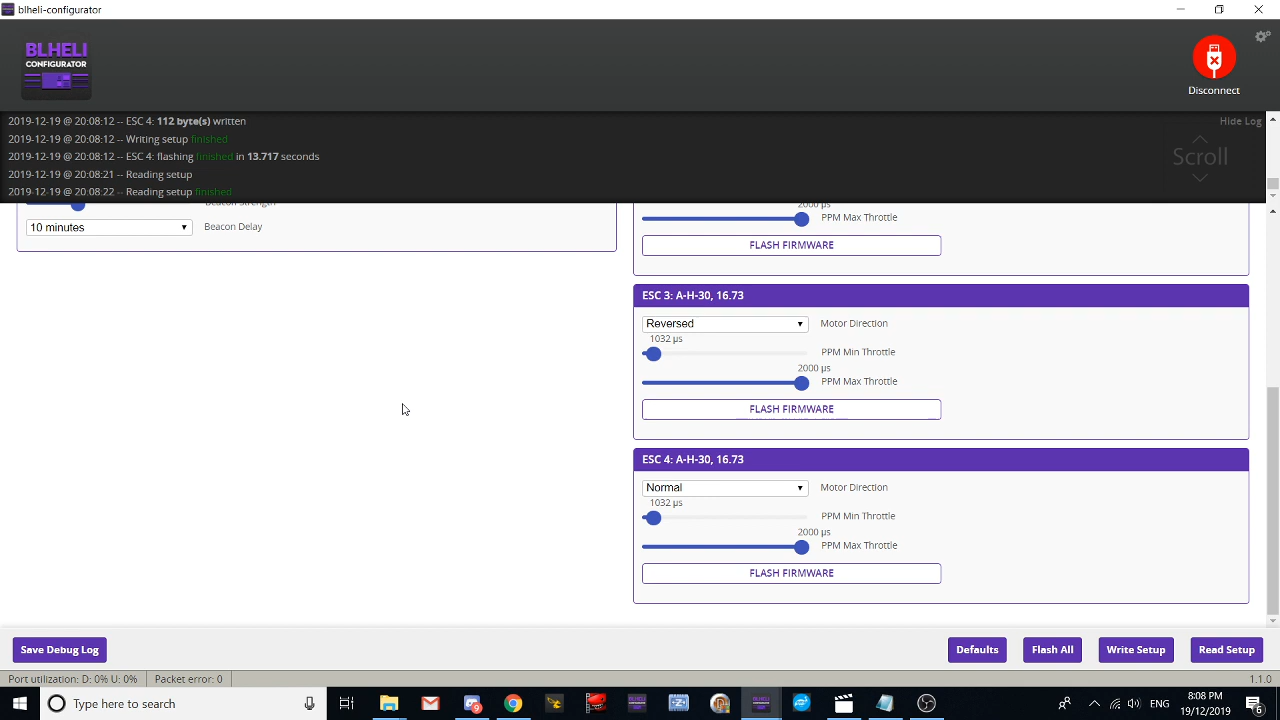 blheli-configurator
BLHELI
CONFIGURATOR
Disconnect
2019-12-19 @ 20:08:12 -- ESC 4: 112 byte(s) written
Hide Log
2019-12-19 @ 20:08:12 -- Writing setup finished
2019-12-19 @ 20:08:12 -- ESC 4: flashing finished in 13.717 seconds
Scroll
2019-12-19 @ 20:08:21 -- Reading setup
2019-12-19 @ 20:08:22 -- Reading setup finished
Beacon Strength
10 minutes Beacon Delay
2000 µs
PPM Max Throttle
FLASH FIRMWARE
ESC 3: A-H-30, 16.73
Reversed Motor Direction
1032 µs
PPM Min Throttle
2000 µs
PPM Max Throttle
FLASH FIRMWARE
ESC 4: A-H-30, 16.73
Normal Motor Direction
1032 µs
PPM Min Throttle
2000 µs
PPM Max Throttle
FLASH FIRMWARE
Save Debug Log Defaults Flash All Write Setup Read Setup
Port utilization: D: 0% U: 0% Packet error: 0 1.1.0
Type here to search ENG 8:08 PM
19/12/2019 6